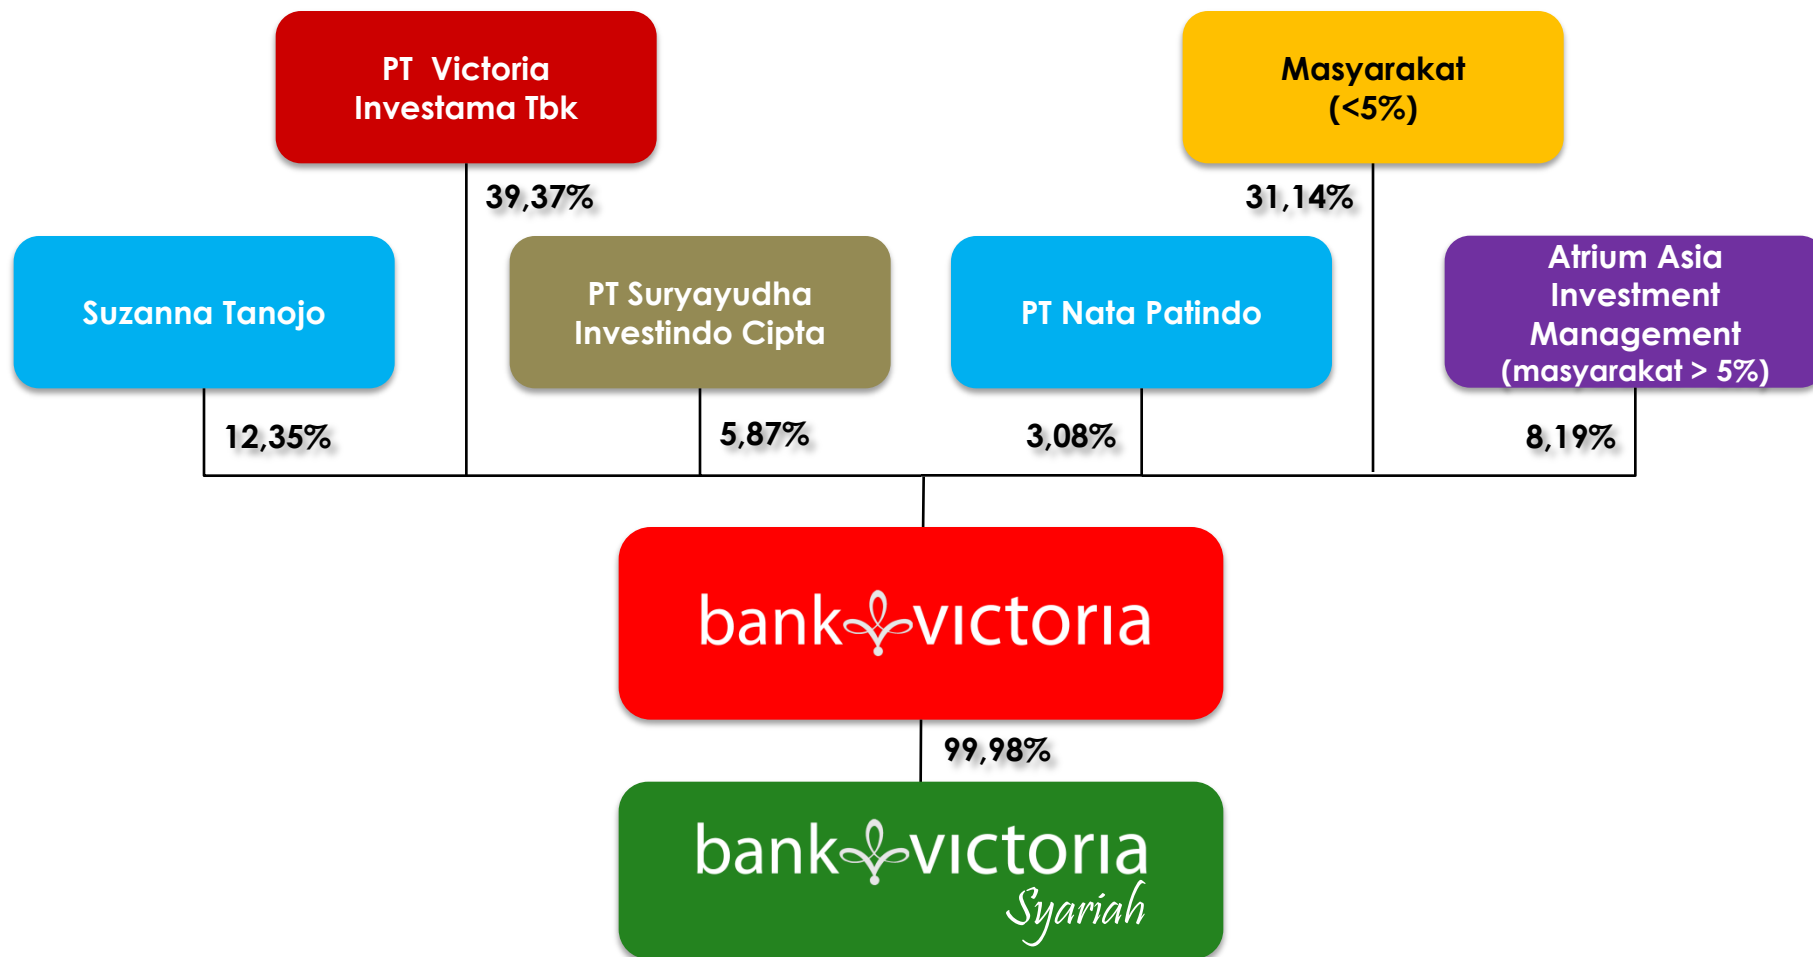 PT Victoria
Investama Tbk
Masyarakat
(<5%)
39,37%
31,14%
Suzanna Tanojo
PT Suryayudha
Investindo Cipta
PT Nata Patindo
Atrium Asia
Investment
Management
(masyarakat > 5%)
12,35%
5,87%
3,08%
8,19%
bank victoria
99,98%
bank victoria
Syariah